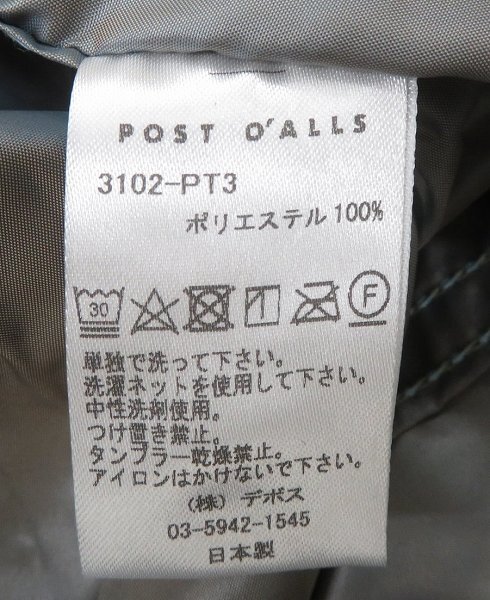 POST O'ALLS
3102-PT3
ポリエステル 100%
30 F
単独で洗って下さい。
洗濯ネットを使用して下さい。
中性洗剤使用。
つけ置き禁止。
タンブラー乾燥禁止。
アイロンはかけないで下さい。
(株) デボス
03-5942-1545
日本製